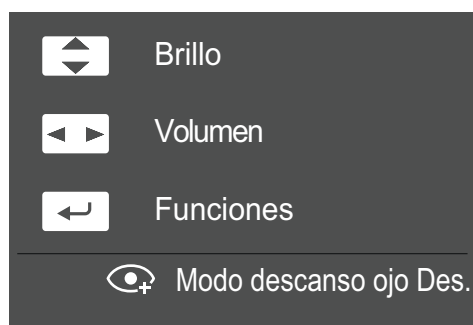 Brillo
Volumen
Funciones
Modo descanso ojo Des.